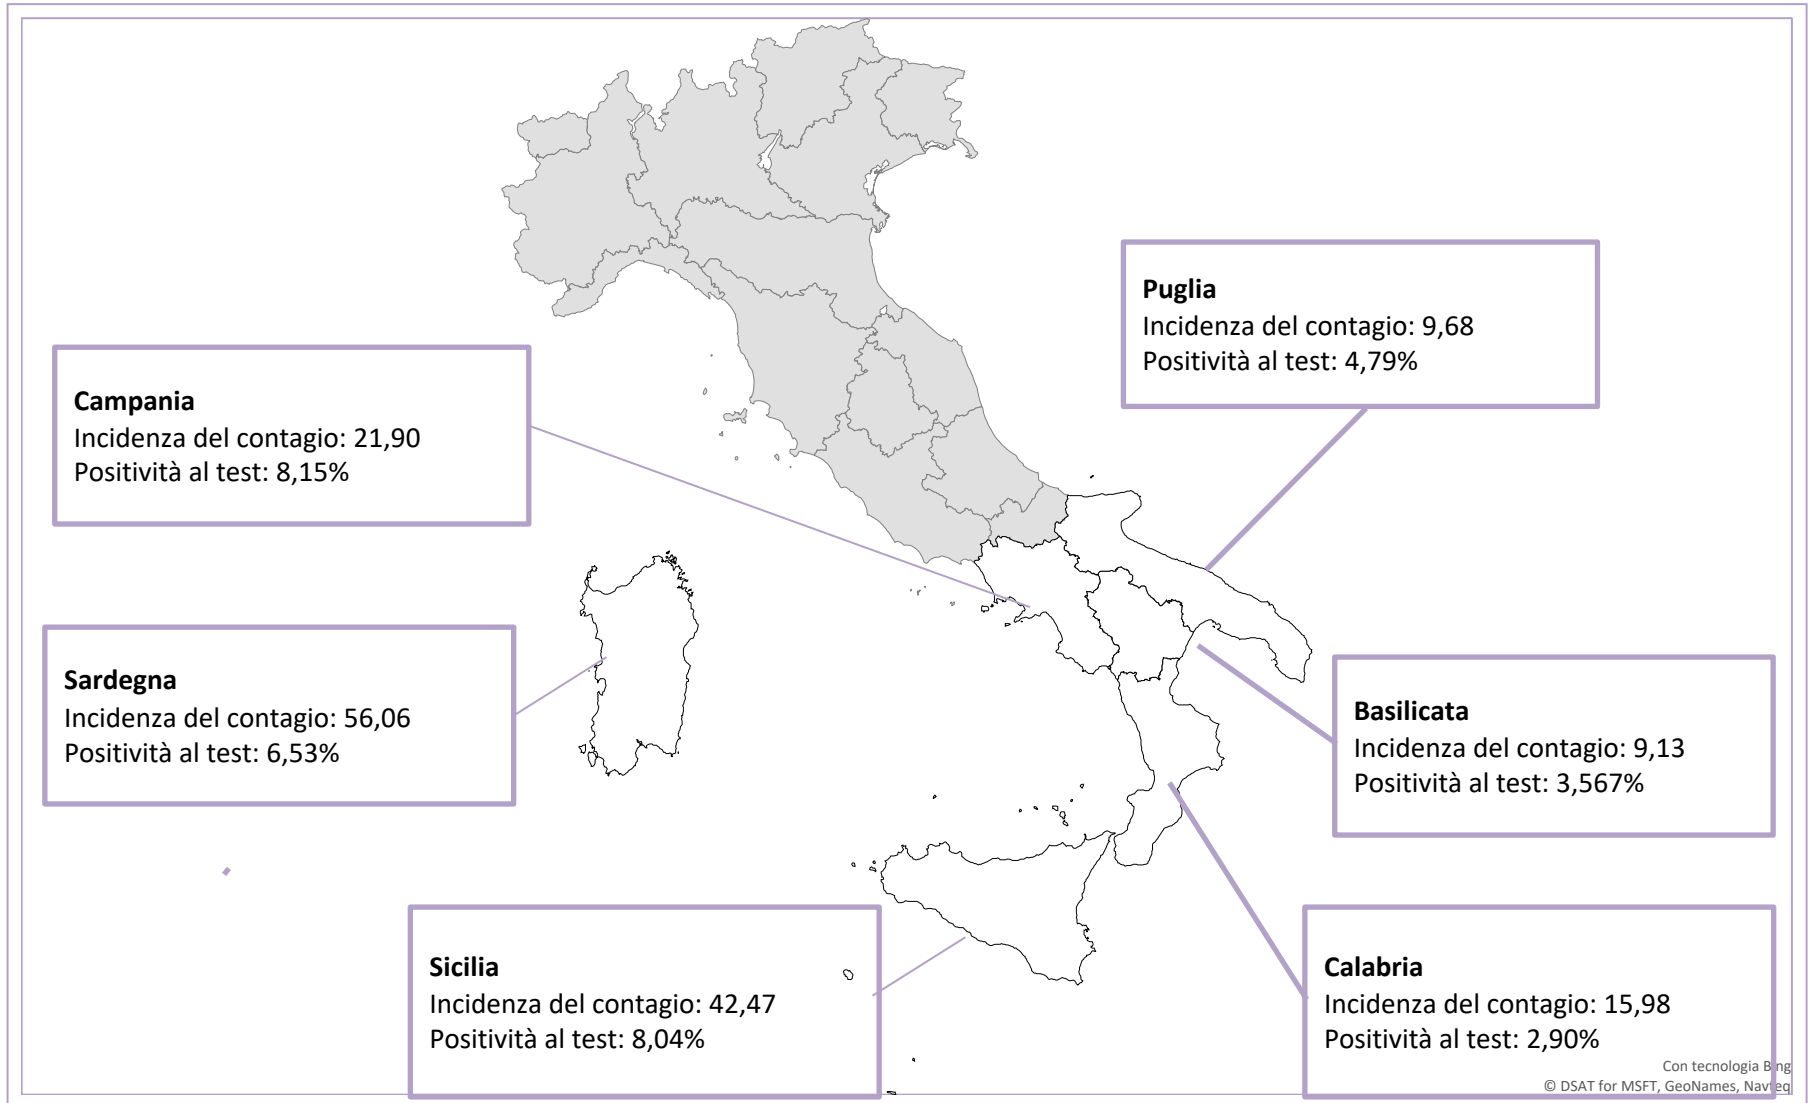 Puglia
Incidenza del contagio: 9,68
Positività al test: 4,79%
Campania
Incidenza del contagio: 21,90
Positività al test: 8,15%
Sardegna
Incidenza del contagio: 56,06
Positività al test: 6,53%
Basilicata
Incidenza del contagio: 9,13
Positività al test: 3,567%
Sicilia
Incidenza del contagio: 42,47
Positività al test: 8,04%
Calabria
Incidenza del contagio: 15,98
Positività al test: 2,90%
Con tecnologia Bing
© DSAT for MSFT, GeoNames, Navteq